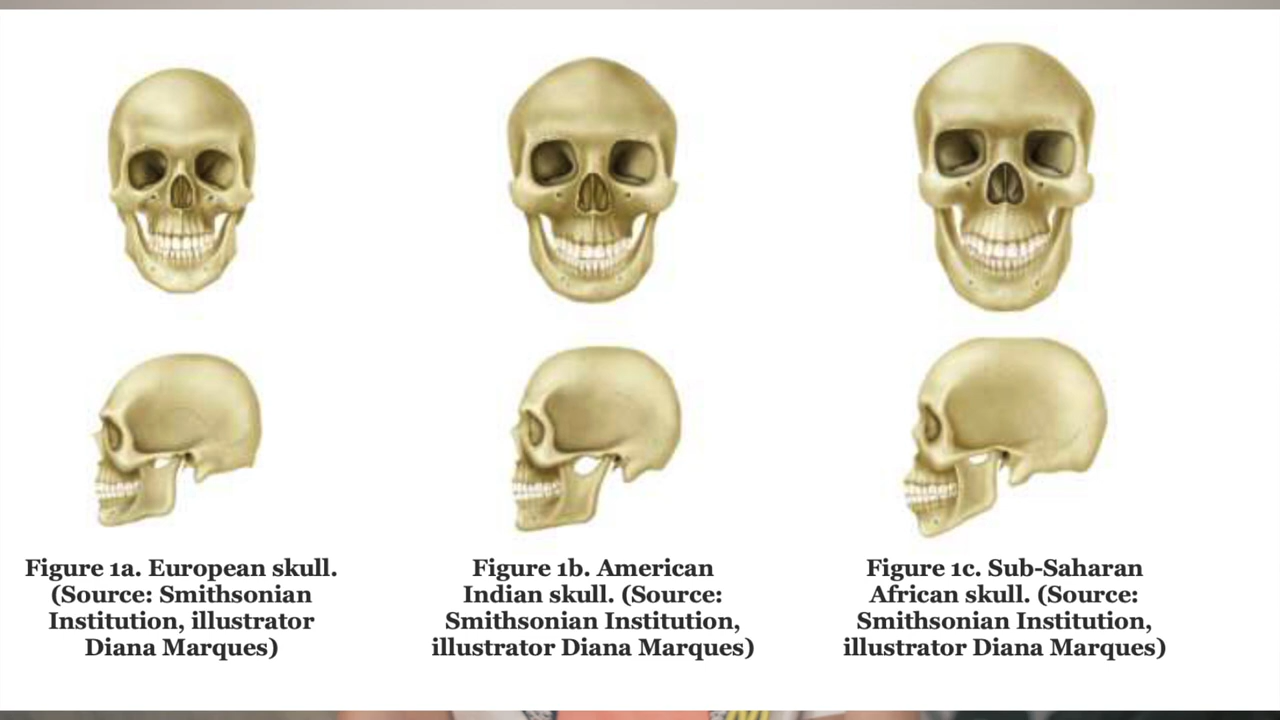 Figure 1a. European skull.
(Source: Smithsonian
Institution, illustrator
Diana Marques)
Figure 1b. American
Indian skull. (Source:
Smithsonian Institution,
illustrator Diana Marques)
Figure 1c. Sub-Saharan
African skull. (Source:
Smithsonian Institution,
illustrator Diana Marques)